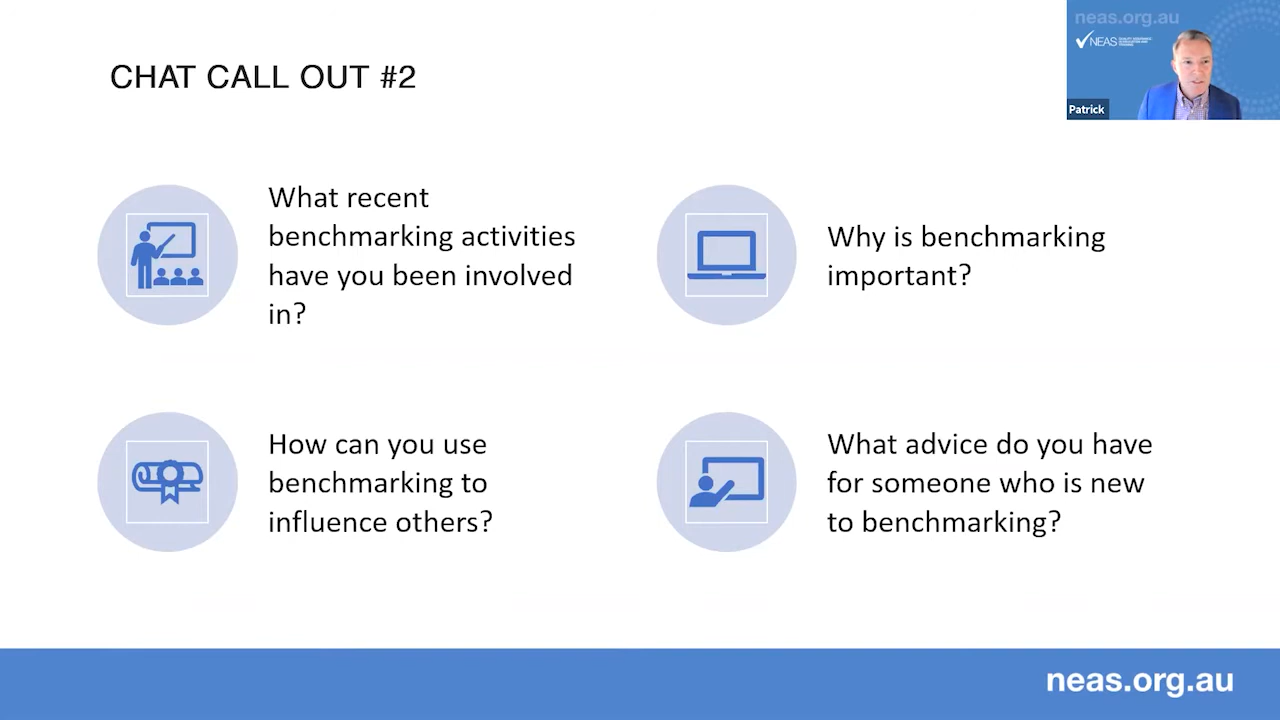 CHAT CALL OUT #2
neas.org.au
NEAS
Patrick
What recent
benchmarking activities
have you been involved
in?
Why is benchmarking
important?
How can you use
benchmarking to
influence others?
What advice do you have
for someone who is new
to benchmarking?
neas.org.au